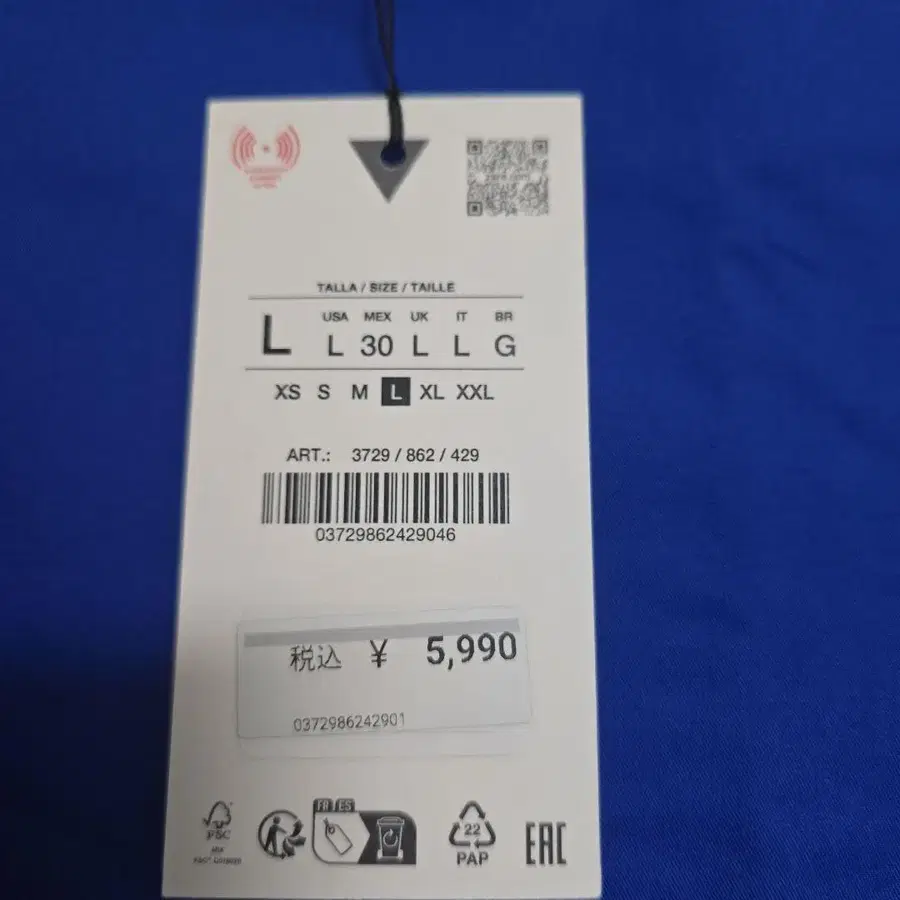 TALLA / SIZE / TAILLE
USA MEX UK IT BR
L L 30 L L G
XS S M L XL XXL
ART.: 3729 / 862 / 429
03729862429046
税込 ¥ 5,990
0372986242901
FR ES
FSC
22
PAP
EAC